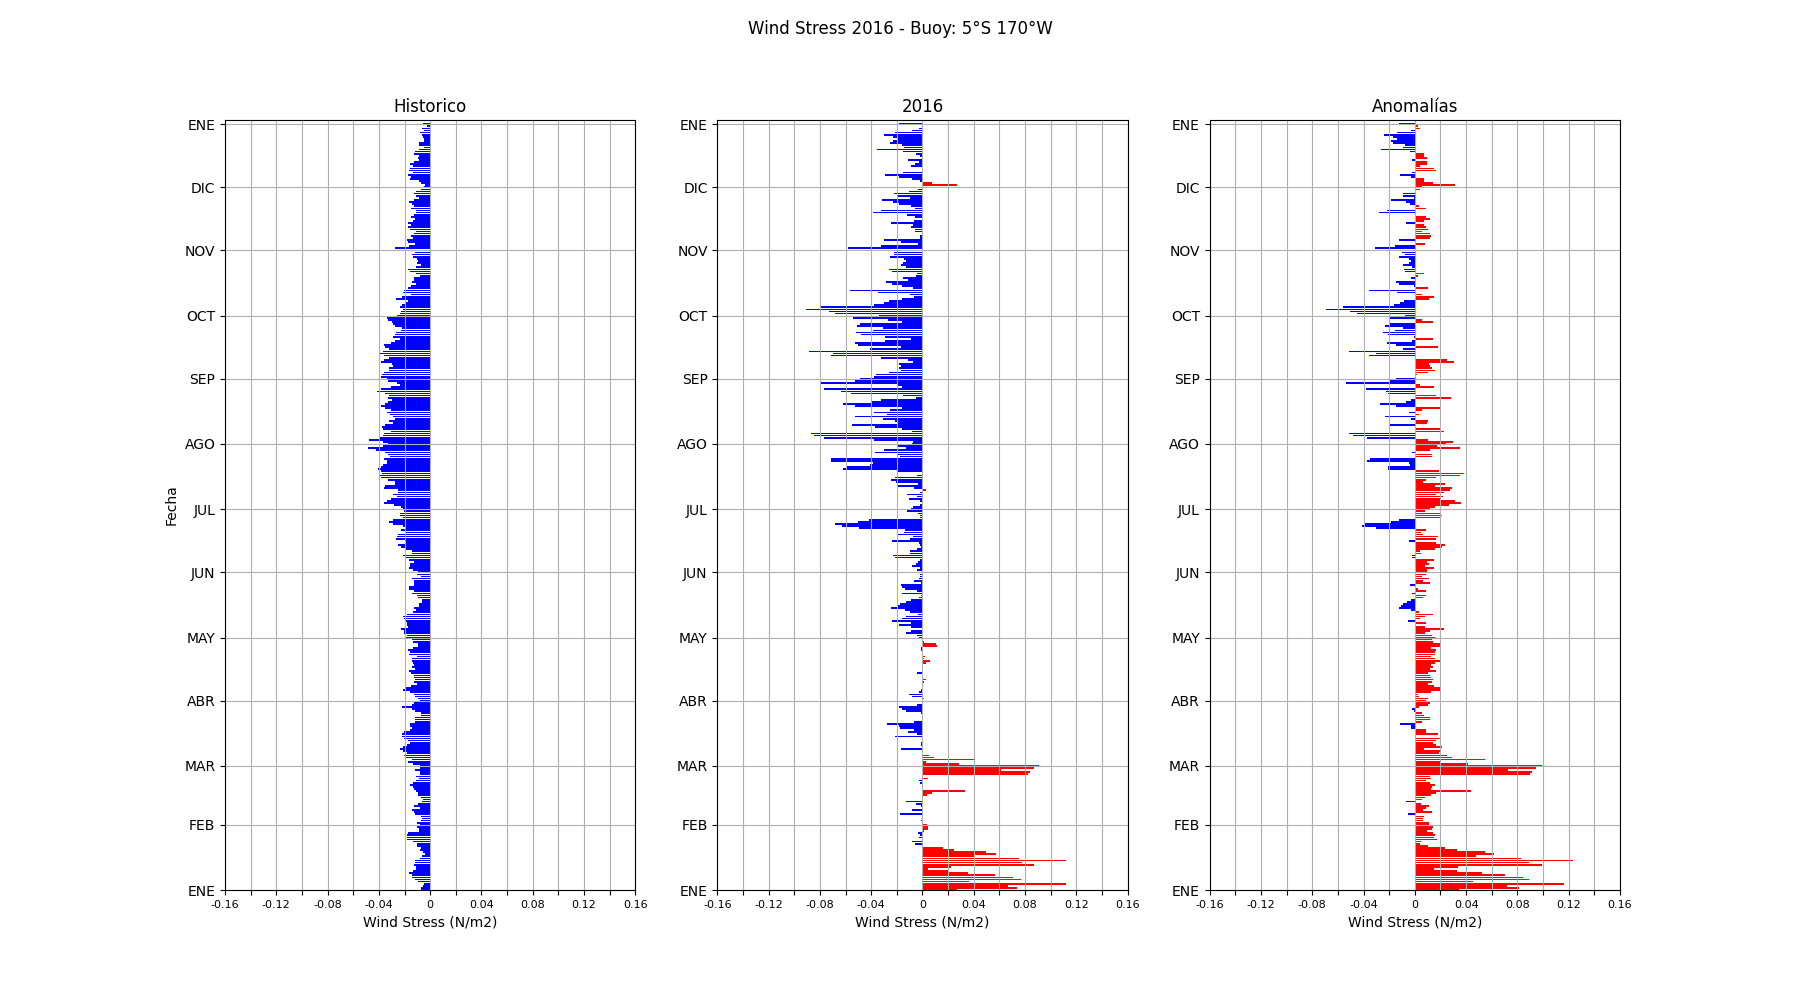 Wind Stress 2016 - Buoy: 5°S 170°W
Historico
ENE
DIC
NOV
OCT
SEP
AGO
JUL
JUN
MAY
ABR
MAR
FEB
ENE
Fecha
-0.16 -0.12 -0.08 -0.04 0 0.04 0.08 0.12 0.16
Wind Stress (N/m2)
2016
ENE
DIC
NOV
OCT
SEP
AGO
JUL
JUN
MAY
ABR
MAR
FEB
ENE
-0.16 -0.12 -0.08 -0.04 0 0.04 0.08 0.12 0.16
Wind Stress (N/m2)
Anomalías
ENE
DIC
NOV
OCT
SEP
AGO
JUL
JUN
MAY
ABR
MAR
FEB
ENE
-0.16 -0.12 -0.08 -0.04 0 0.04 0.08 0.12 0.16
Wind Stress (N/m2)